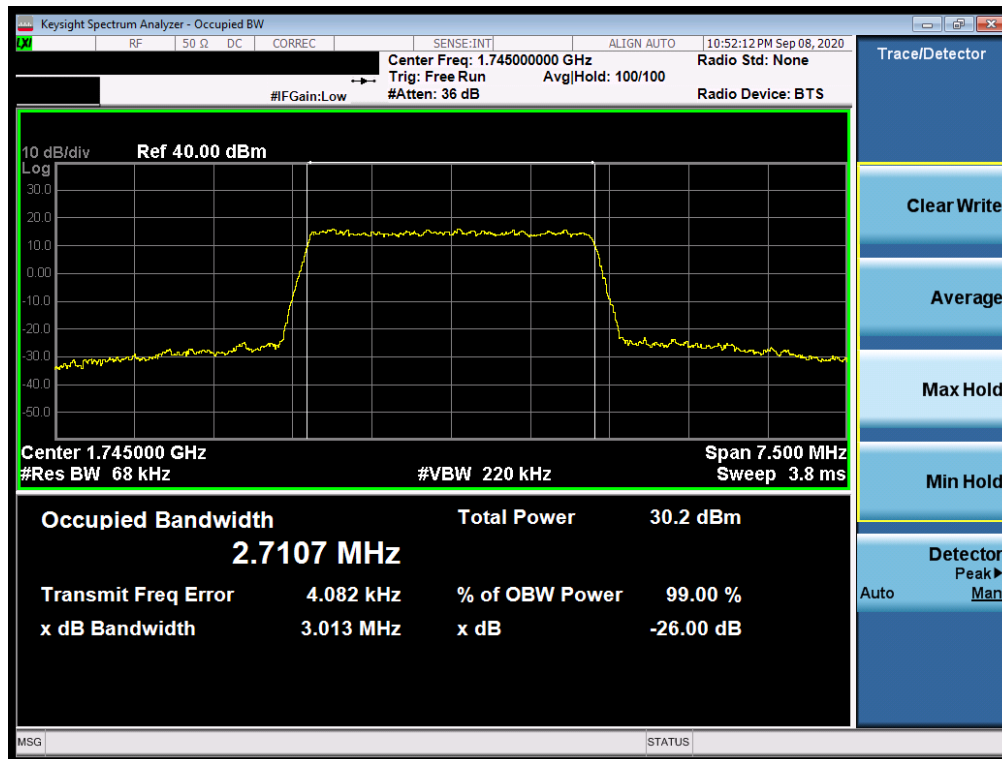 Keysight Spectrum Analyzer - Occupied BW
LXI RF 50 Ω DC CORREC SENSE:INT ALIGN AUTO 10:52:12 PM Sep 08, 2020
Center Freq: 1.745000000 GHz Radio Std: None
Trig: Free Run Avg|Hold: 100/100
#IFGain:Low #Atten: 36 dB Radio Device: BTS
10 dB/div Ref 40.00 dBm
Log
30.0
20.0
10.0
0.00
-10.0
-20.0
-30.0
-40.0
-50.0
Center 1.745000 GHz Span 7.500 MHz
#Res BW 68 kHz #VBW 220 kHz Sweep 3.8 ms
Occupied Bandwidth Total Power 30.2 dBm
2.7107 MHz
Transmit Freq Error 4.082 kHz % of OBW Power 99.00 %
x dB Bandwidth 3.013 MHz x dB -26.00 dB
MSG STATUS
Trace/Detector
Clear Write
Average
Max Hold
Min Hold
Detector
Peak▶
Auto Man